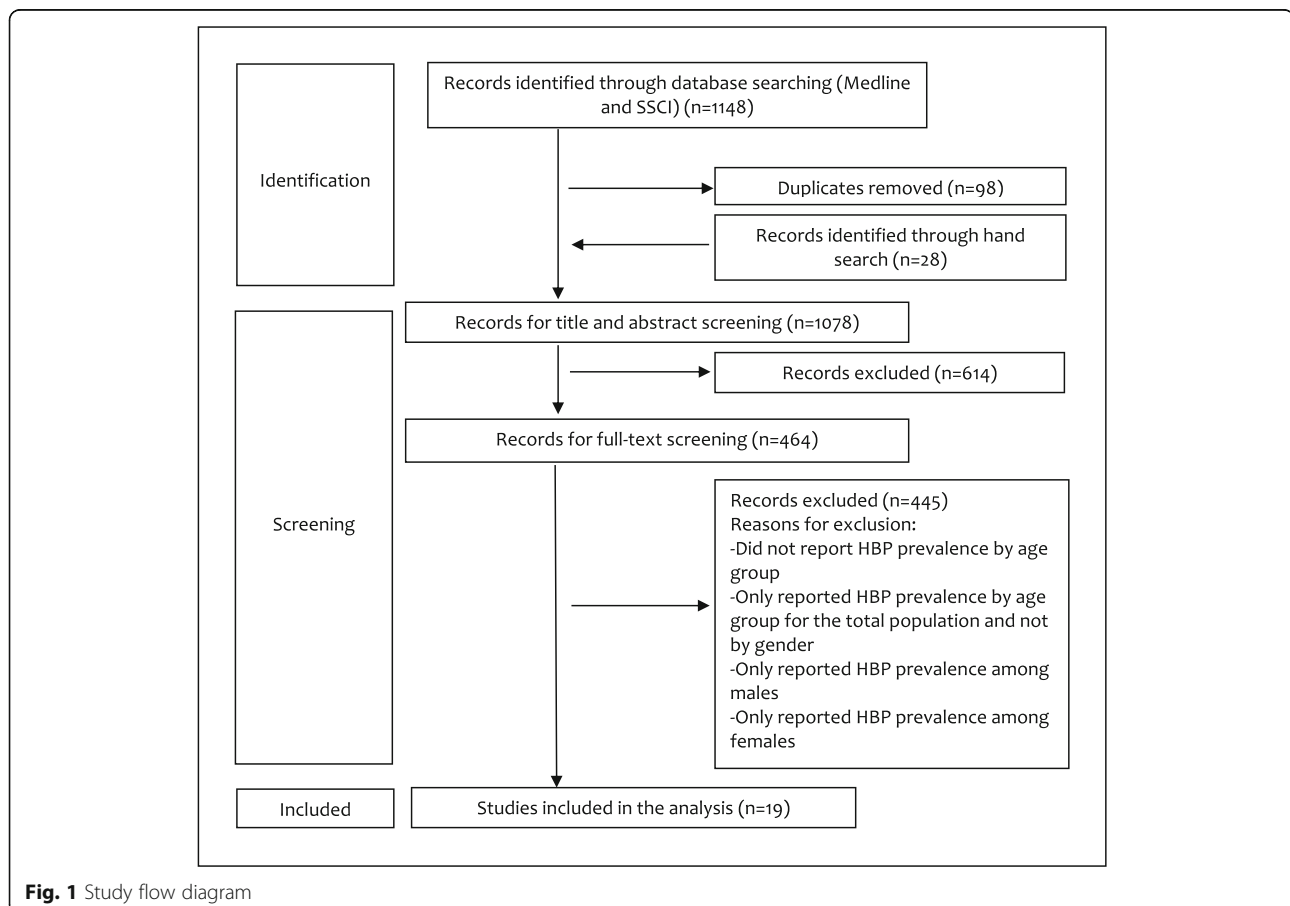 Records identified through database searching (Medline
and SSCI) (n=1148)
Identification
Duplicates removed (n=98)
Records identified through hand
search (n=28)
Records for title and abstract screening (n=1078)
Records excluded (n=614)
Records for full-text screening (n=464)
Screening
Records excluded (n=445)
Reasons for exclusion:
-Did not report HBP prevalence by age
group
-Only reported HBP prevalence by age
group for the total population and not
by gender
-Only reported HBP prevalence among
males
-Only reported HBP prevalence among
females
Included
Studies included in the analysis (n=19)
Fig. 1 Study flow diagram